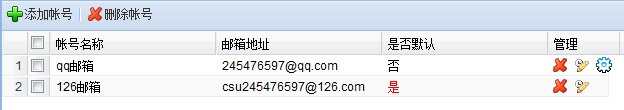 添加帐号 删除帐号
帐号名称 邮箱地址 是否默认 管理
1 qq邮箱 245476597@qq.com 否
2 126邮箱 csu245476597@126.com 是